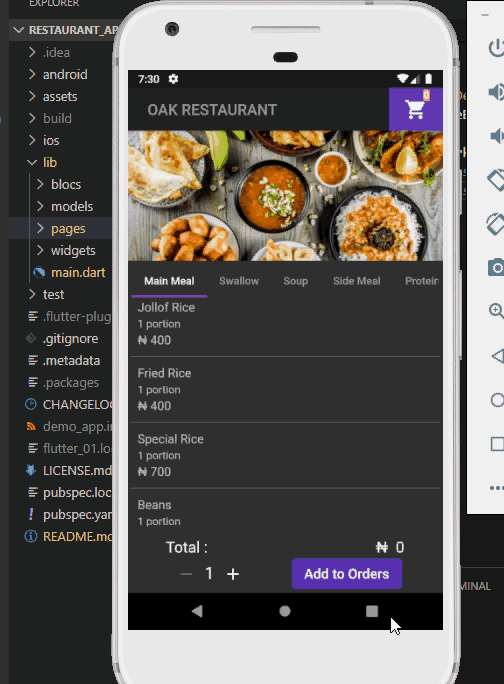 EXPLORER
RESTAURANT_AP
.idea
android
assets
build
ios
lib
blocs
models
pages
widgets
main.dart
test
.flutter-plug
.gitignore
.metadata
.packages
CHANGELOG
demo_app.i
flutter_01.lo
LICENSE.md
pubspec.loc
pubspec.yar
README.mc
7:30
OAK RESTAURANT
0
Main Meal Swallow Soup Side Meal Protein
Jollof Rice
1 portion
₦ 400
Fried Rice
1 portion
₦ 400
Special Rice
1 portion
₦ 700
Beans
1 portion
Total : ₦ 0
1 Add to Orders
MINAL